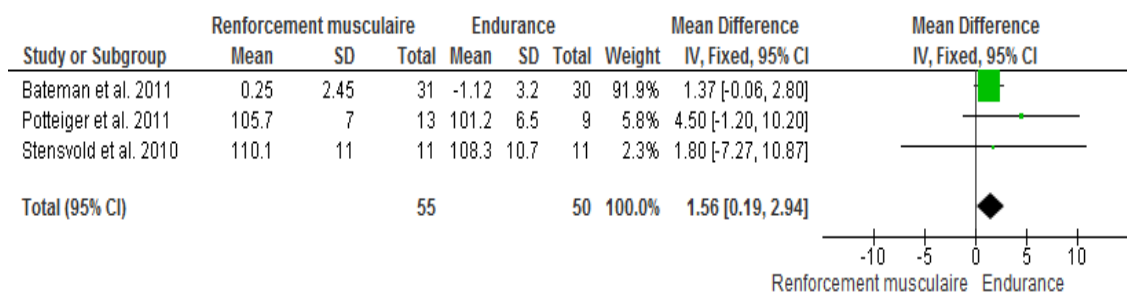 Renforcement musculaire Endurance Mean Difference Mean Difference
Study or Subgroup Mean SD Total Mean SD Total Weight IV, Fixed, 95% CI IV, Fixed, 95% CI
Bateman et al. 2011 0.25 2.45 31 -1.12 3.2 30 91.9% 1.37 [-0.06, 2.80]
Potteiger et al. 2011 105.7 7 13 101.2 6.5 9 5.8% 4.50 [-1.20, 10.20]
Stensvold et al. 2010 110.1 11 11 108.3 10.7 11 2.3% 1.80 [-7.27, 10.87]
Total (95% CI) 55 50 100.0% 1.56 [0.19, 2.94]
-10 -5 0 5 10
Renforcement musculaire Endurance